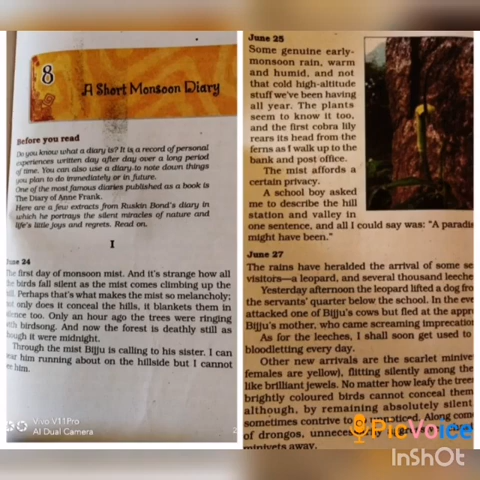 8
A Short Monsoon Diary
Before you read
Do you know what a diary is? It is a record of personal
experiences written day after day over a long period
of time. You can also use a diary to note down things
you plan to do immediately or in future.
One of the most famous diaries published as a book is
The Diary of Anne Frank.
Here are a few extracts from Ruskin Bond's diary in
which he portrays the silent miracles of nature and
life's little joys and regrets. Read on.
I
June 24
The first day of monsoon mist. And it's strange how all
the birds fall silent as the mist comes climbing up the
Perhaps that's what makes the mist so melancholy;
not only does it conceal the hills, it blankets them in
silence too. Only an hour ago the trees were ringing
with birdsong. And now the forest is deathly still as
though it were midnight.
Through the mist Bijju is calling to his sister. I can
hear him running about on the hillside but I cannot
see him.
Vivo V11Pro
AI Dual Camera
2
June 25
Some genuine early-
monsoon rain, warm
and humid, and not
that cold high-altitude
stuff we've been having
all year. The plants
seem to know it too,
and the first cobra lily
rears its head from the
ferns as I walk up to the
bank and post office.
The mist affords a
certain privacy.
A school boy asked
me to describe the hill
station and valley in
one sentence, and all I could say was: "A paradis
might have been."
June 27
The rains have heralded the arrival of some se
visitors—a leopard, and several thousand leeche
Yesterday afternoon the leopard lifted a dog fro
the servants' quarter below the school. In the eve
attacked one of Bijju's cows but fled at the appr
Bijju's mother, who came screaming imprecation
As for the leeches, I shall soon get used to
bloodletting every day.
Other new arrivals are the scarlet minive
females are yellow), flitting silently among the
like brilliant jewels. No matter how leafy the tree
brightly coloured birds cannot conceal them
although, by remaining absolutely silent
sometimes contrive to go unnoticed. Along come
of drongos, unnecessarily aggressive,
minivets away.
PicVoice
InShOt